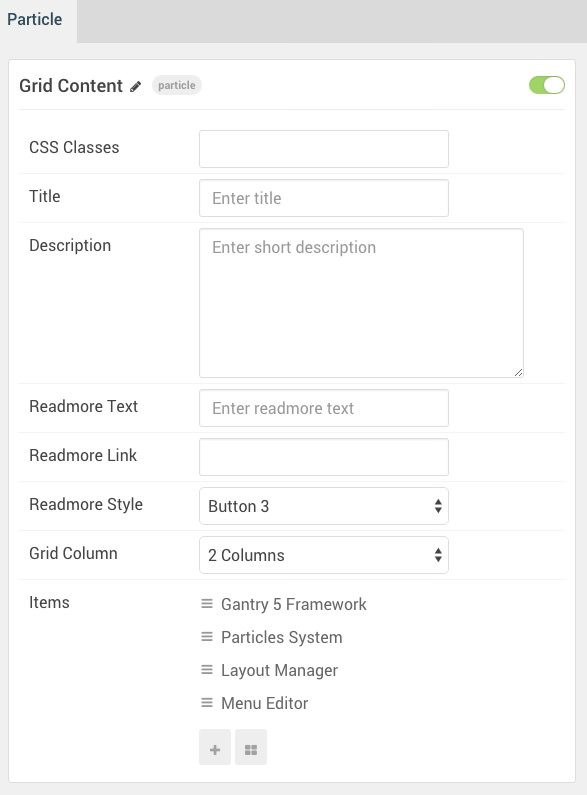 Particle
Grid Content particle
CSS Classes
Title Enter title
Description Enter short description
Readmore Text Enter readmore text
Readmore Link
Readmore Style Button 3
Grid Column 2 Columns
Items Gantry 5 Framework
Particles System
Layout Manager
Menu Editor